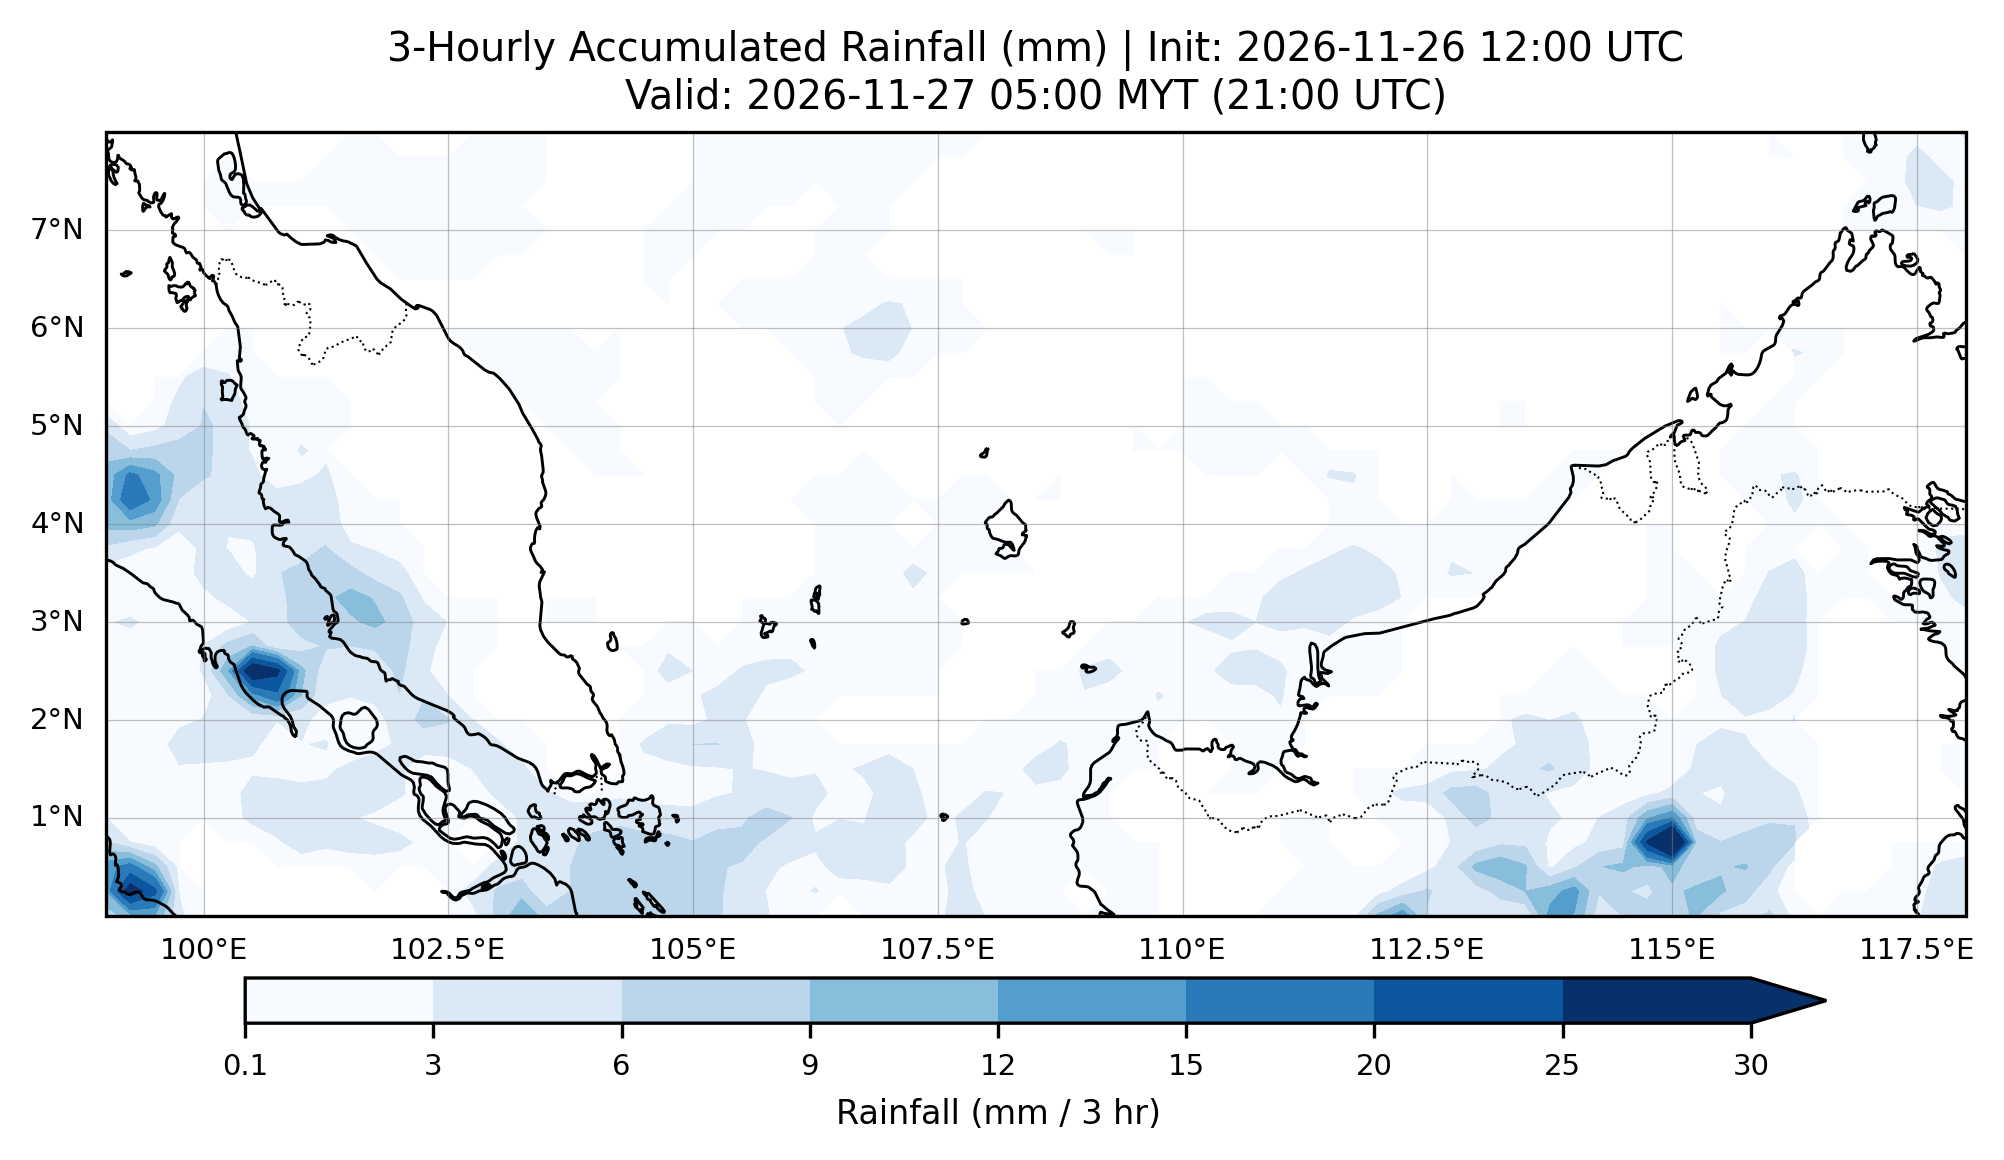 3-Hourly Accumulated Rainfall (mm) | Init: 2026-11-26 12:00 UTC
Valid: 2026-11-27 05:00 MYT (21:00 UTC)
7°N
6°N
5°N
4°N
3°N
2°N
1°N
100°E 102.5°E 105°E 107.5°E 110°E 112.5°E 115°E 117.5°E
0.1 3 6 9 12 15 20 25 30
Rainfall (mm / 3 hr)